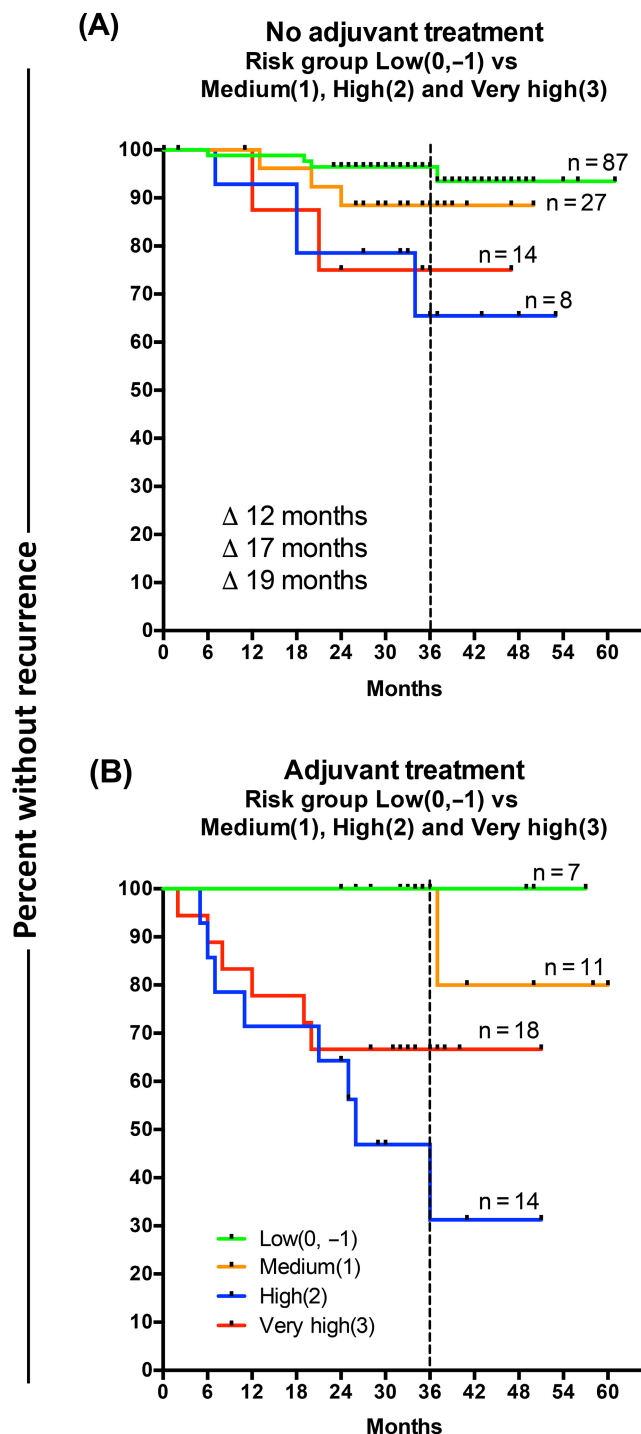 (A)
No adjuvant treatment
Risk group Low(0,–1) vs
Medium(1), High(2) and Very high(3)
100
90
80
70
60
50
40
30
20
10
0
n = 87
n = 27
n = 14
n = 8
Δ 12 months
Δ 17 months
Δ 19 months
0 6 12 18 24 30 36 42 48 54 60
Months
Percent without recurrence
(B)
Adjuvant treatment
Risk group Low(0,–1) vs
Medium(1), High(2) and Very high(3)
100
90
80
70
60
50
40
30
20
10
0
n = 7
n = 11
n = 18
n = 14
Low(0, –1)
Medium(1)
High(2)
Very high(3)
0 6 12 18 24 30 36 42 48 54 60
Months